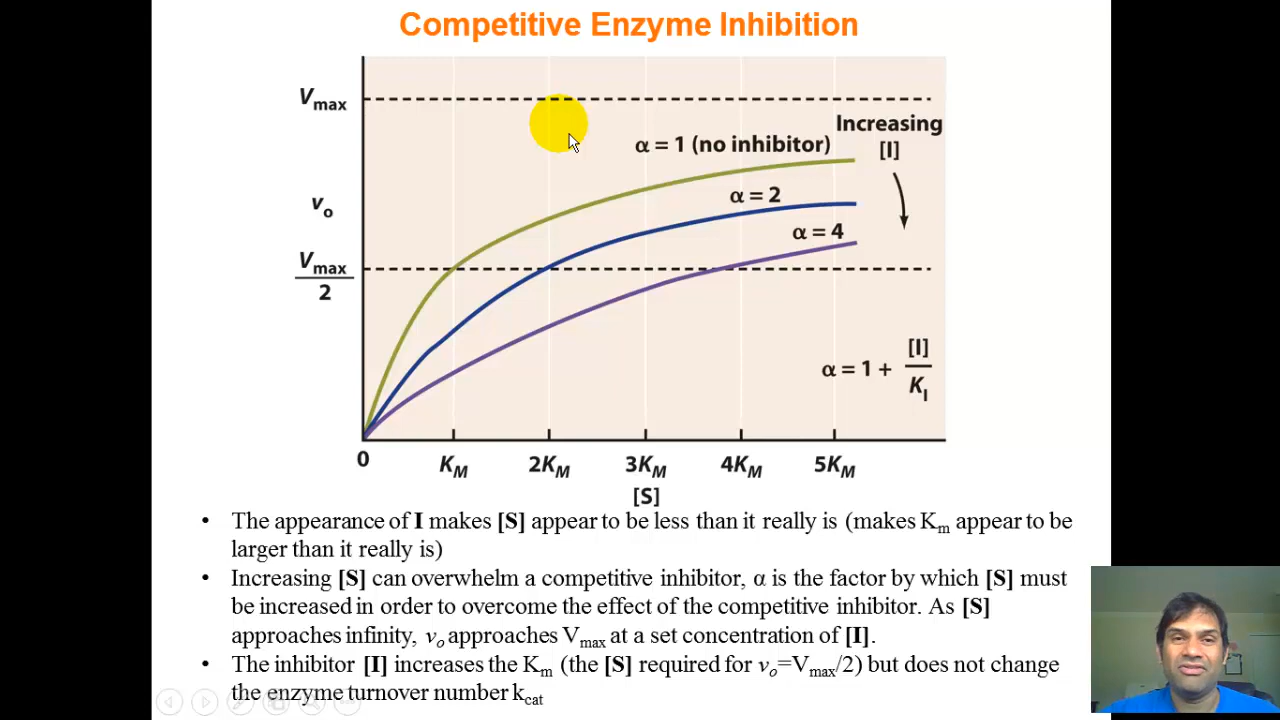 Competitive Enzyme Inhibition
Vmax
Increasing
[I]
α = 1 (no inhibitor)
α = 2
vo
α = 4
Vmax
2
α = 1 + [I]
KI
0 KM 2KM 3KM 4KM 5KM
[S]
• The appearance of I makes [S] appear to be less than it really is (makes Km appear to be
larger than it really is)
• Increasing [S] can overwhelm a competitive inhibitor, α is the factor by which [S] must
be increased in order to overcome the effect of the competitive inhibitor. As [S]
approaches infinity, vo approaches Vmax at a set concentration of [I].
• The inhibitor [I] increases the Km (the [S] required for vo=Vmax/2) but does not change
the enzyme turnover number kcat